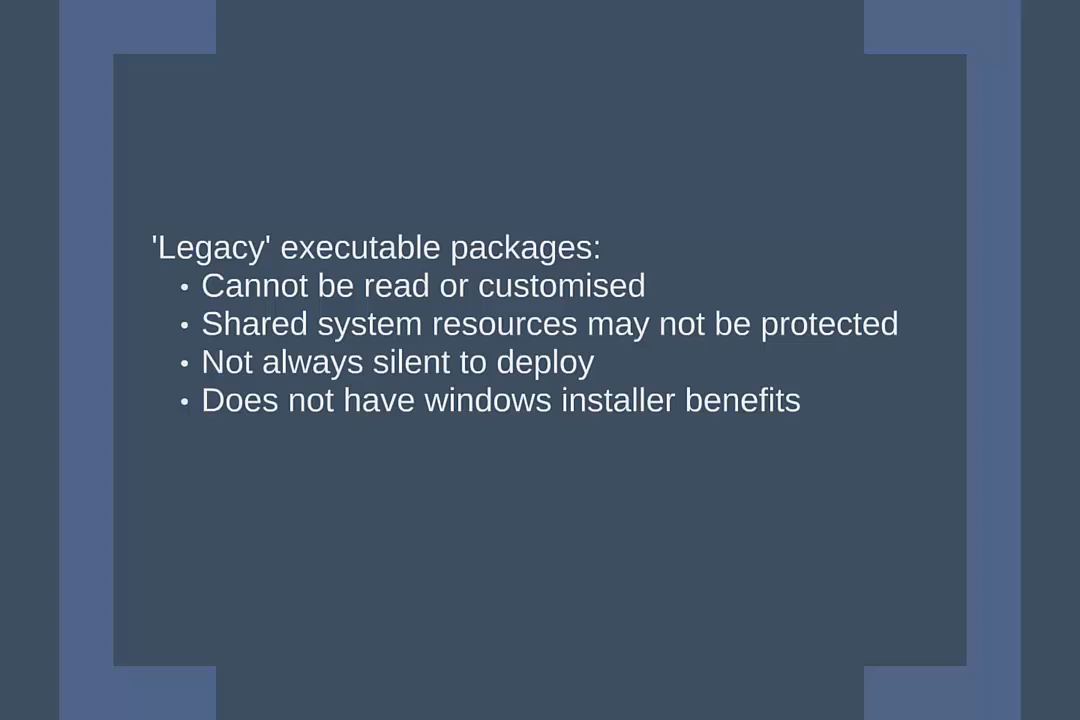 'Legacy' executable packages:
• Cannot be read or customised
• Shared system resources may not be protected
• Not always silent to deploy
• Does not have windows installer benefits